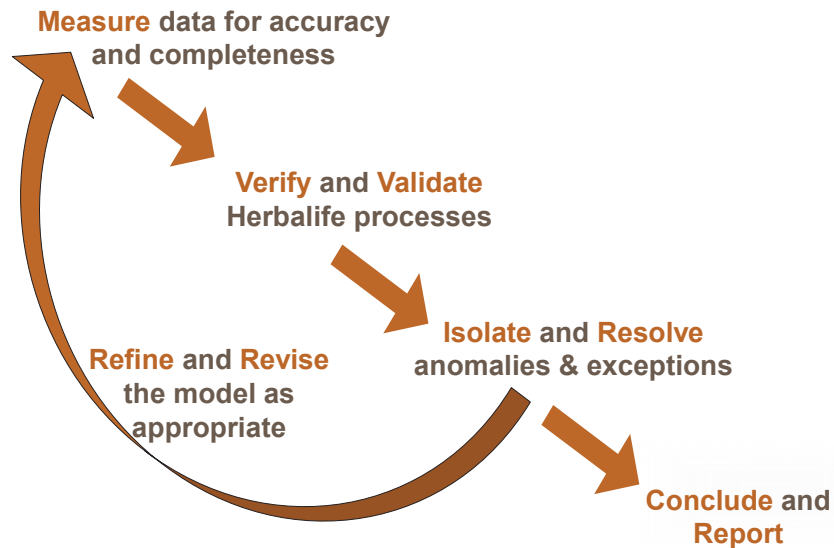 Measure data for accuracy
and completeness
Verify and Validate
Herbalife processes
Isolate and Resolve
anomalies & exceptions
Refine and Revise
the model as
appropriate
Conclude and
Report